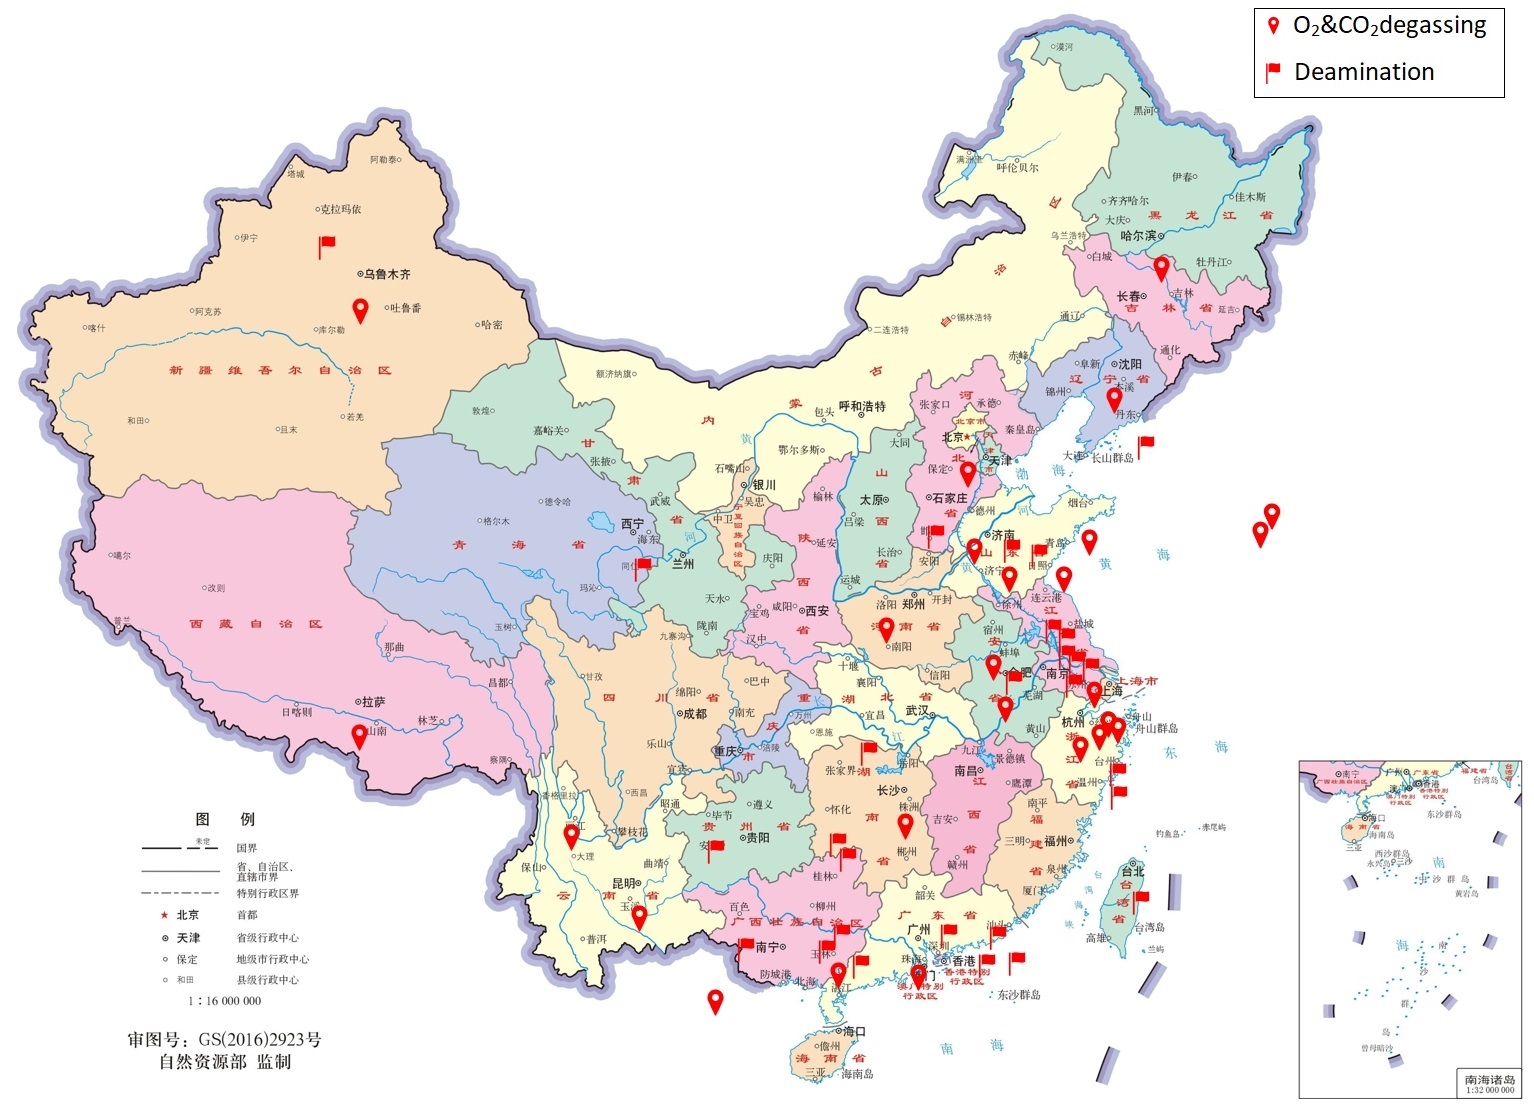 O₂&CO₂degassing
Deamination
漠河
黑河
阿勒泰
塔城
满洲里
呼伦贝尔
伊春
佳木斯
区
齐齐哈尔
黑龙江省
克拉玛依
大庆
伊宁
乌兰浩特
哈尔滨
白城
牡丹江
乌鲁木齐
治
长春
吉林
阿克苏
吐鲁番
吉林省
延吉
喀什
库尔勒
哈密
自
锡林浩特
通辽
二连浩特
通化
赤峰
阜新
沈阳
新疆维吾尔自治区
额济纳旗
古
辽宁省
本溪
锦州
河
承德
张家口
敦煌
内
蒙
包头
呼和浩特
丹东
和田
若羌
且末
嘉峪关
甘
黄
北京市
北京
天津市
秦皇岛
大同
鄂尔多斯
张掖
石嘴山
山
北
天津
大连
长山群岛
保定
渤海
肃
银川
武威
榆林
太原
石家庄
德令哈
吴忠
烟台
格尔木
西宁
省
中卫
宁夏回族自治区
吕梁
西
省
德州
河
海东
陕
延安
济南
青岛
噶尔
青海省
河
兰州
庆阳
长治
省
安阳
山东省
日照
黄海
改则
同仁
玛沁
西
运城
黄
济宁
天水
宝鸡
咸阳
西安
洛阳
郑州
开封
徐州
连云港
江
普兰
西藏自治区
玉树
陇南
省
河南省
宿州
盐城
九寨沟
汉中
南阳
安
蚌埠
那曲
十堰
信阳
合肥
南京
省
昌都
甘孜
巴中
襄阳
苏州
上海市
上海
四川省
绵阳
重
湖北省
省
芜湖
拉萨
日喀则
山南
林芝
成都
南充
万州
宜昌
武汉
杭州
舟山
舟山群岛
庆
恩施
江
黄山
浙
乐山
重庆
涪陵
市
九江
景德镇
东海
察隅
宜宾
张家界
湖
岳阳
南昌
江
台州
香格里拉
西昌
鹰潭
省
温州
昭通
遵义
长沙
株洲
毕节
怀化
南平
丽江
攀枝花
贵州省
贵阳
南
吉安
西
福
钓鱼岛
赤尾屿
大理
曲靖
郴州
三明
建
福州
保山
省
赣州
省
省
泉州
昆明
桂林
韶关
厦门
台湾海峡
台北
台湾省
云南省
玉溪
百色
柳州
广东省
汕头
台湾岛
普洱
广西壮族自治区
广州
深圳
高雄
兰屿
南宁
玉林
珠海
香港
香港特别行政区
防城港
北海
湛江
澳门特别行政区
东沙群岛
海口
儋州
南海
海南省
三亚
海南岛
图例
未定
国界
省、自治区、
直辖市界
特别行政区界
北京
首都
天津
省级行政中心
保定
地级市行政中心
和田
县级行政中心
1∶16 000 000
审图号：GS(2016)2923号
自然资源部 监制
南宁
广西壮族自治区
广州
广东省
福建省
台湾岛
香港
香港特别行政区
澳门特别行政区
东沙群岛
海口
海南省
海南岛
三亚
西沙群岛
永兴岛
三沙
南
中沙群岛
黄岩岛
海
南
沙
群
岛
曾母暗沙
南海诸岛
1:32 000 000